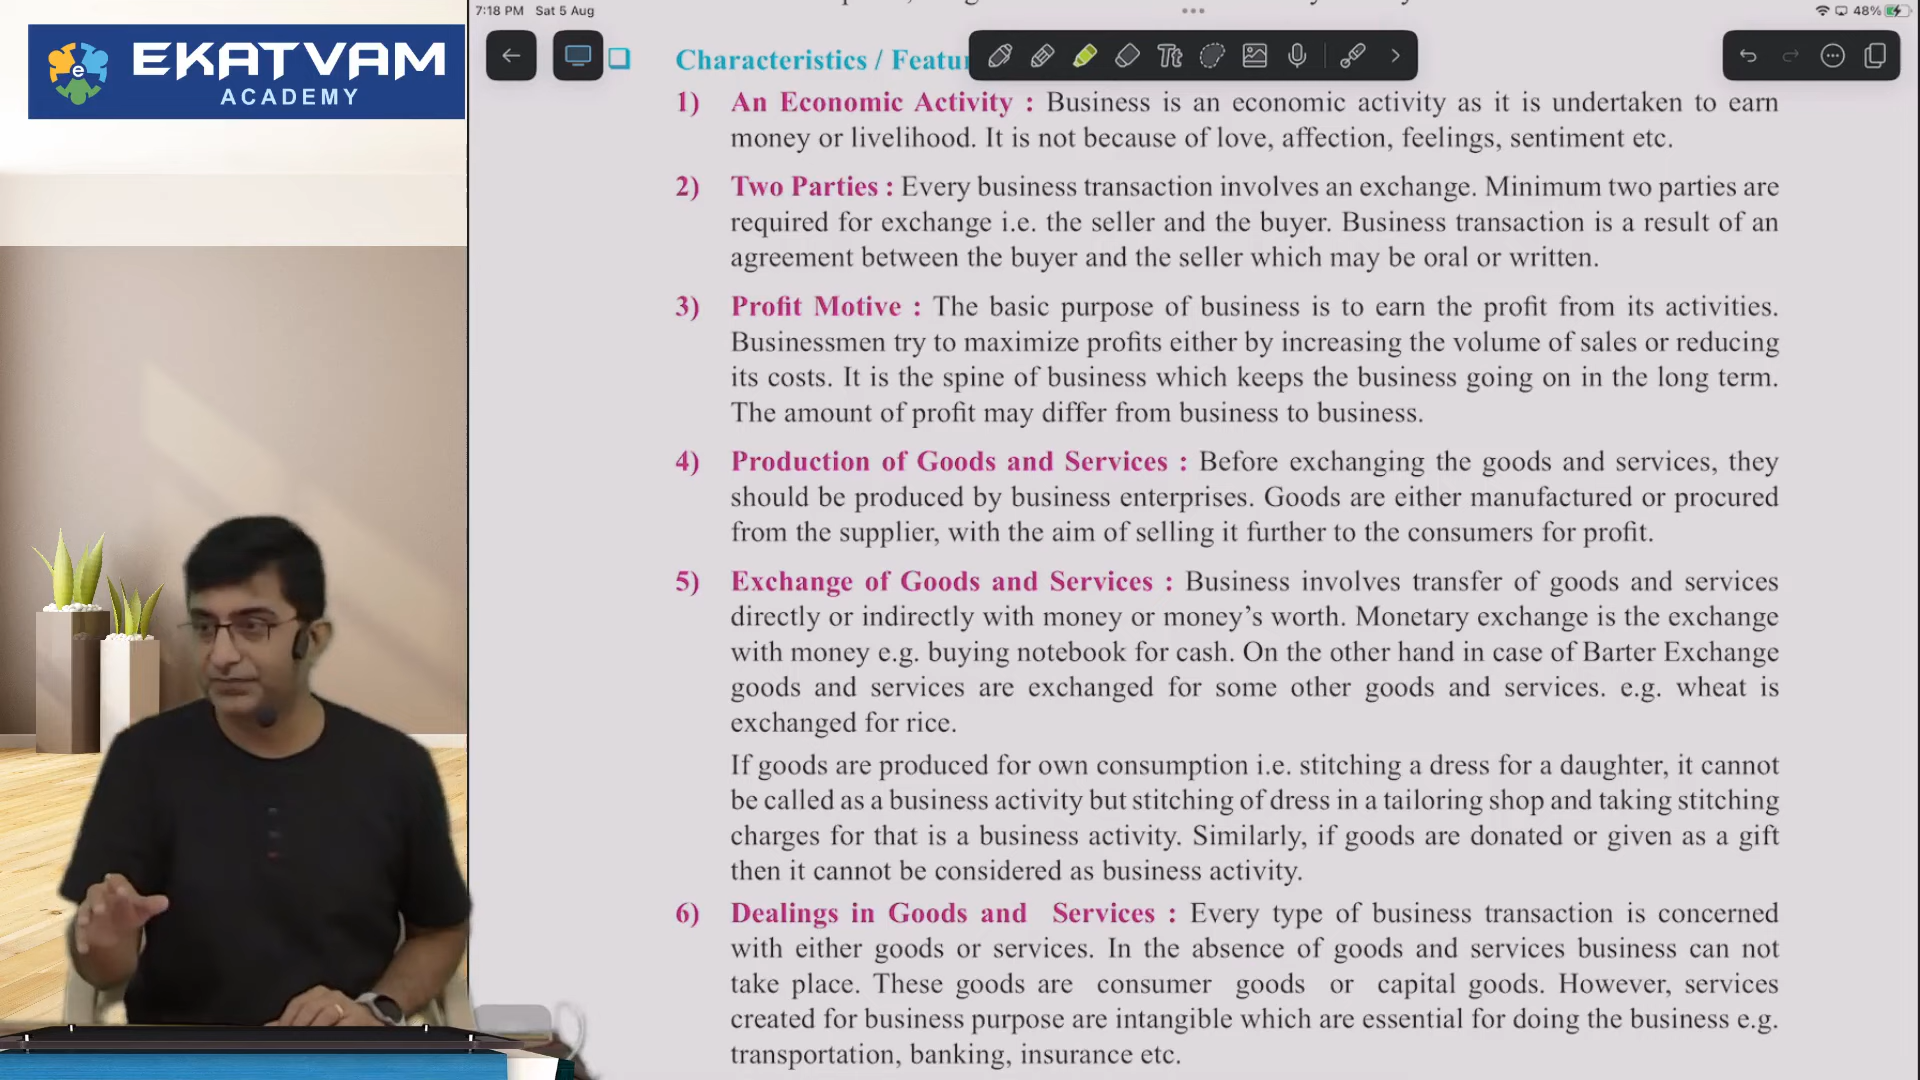 7:18 PM Sat 5 Aug
48%
EKATVAM
ACADEMY
e
Characteristics / Featu
Tt
1) An Economic Activity : Business is an economic activity as it is undertaken to earn
money or livelihood. It is not because of love, affection, feelings, sentiment etc.
2) Two Parties : Every business transaction involves an exchange. Minimum two parties are
required for exchange i.e. the seller and the buyer. Business transaction is a result of an
agreement between the buyer and the seller which may be oral or written.
3) Profit Motive : The basic purpose of business is to earn the profit from its activities.
Businessmen try to maximize profits either by increasing the volume of sales or reducing
its costs. It is the spine of business which keeps the business going on in the long term.
The amount of profit may differ from business to business.
4) Production of Goods and Services : Before exchanging the goods and services, they
should be produced by business enterprises. Goods are either manufactured or procured
from the supplier, with the aim of selling it further to the consumers for profit.
5) Exchange of Goods and Services : Business involves transfer of goods and services
directly or indirectly with money or money’s worth. Monetary exchange is the exchange
with money e.g. buying notebook for cash. On the other hand in case of Barter Exchange
goods and services are exchanged for some other goods and services. e.g. wheat is
exchanged for rice.
If goods are produced for own consumption i.e. stitching a dress for a daughter, it cannot
be called as a business activity but stitching of dress in a tailoring shop and taking stitching
charges for that is a business activity. Similarly, if goods are donated or given as a gift
then it cannot be considered as business activity.
6) Dealings in Goods and Services : Every type of business transaction is concerned
with either goods or services. In the absence of goods and services business can not
take place. These goods are consumer goods or capital goods. However, services
created for business purpose are intangible which are essential for doing the business e.g.
transportation, banking, insurance etc.